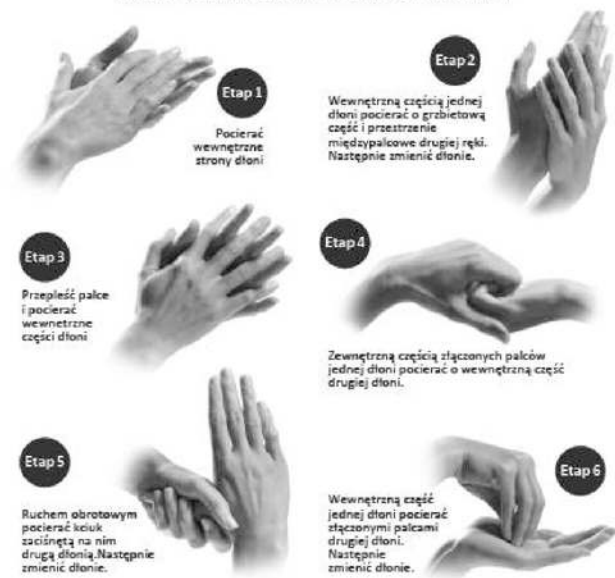 Etap 1
Pocierać
wewnętrzne
strony dłoni
Etap 2
Wewnętrzną częścią jednej
dłoni pocierać o grzbietową
część i przestrzenie
międzypalcowe drugiej ręki.
Następnie zmienić dłonie.
Etap 3
Przepleść palce
i pocierać
wewnetrzne
części dłoni
Etap 4
Zewnętrzną częścią złączonych palców
jednej dłoni pocierać o wewnętrzną część
drugiej dłoni.
Etap 5
Ruchem obrotowym
pocierać kciuk
zaciśnętą na nim
drugą dłonią.Następnie
zmienić dłonie.
Etap 6
Wewnętrzną część
jednej dłoni pocierać
złączonymi palcami
drugiej dłoni.
Następnie
zmienić dłonie.